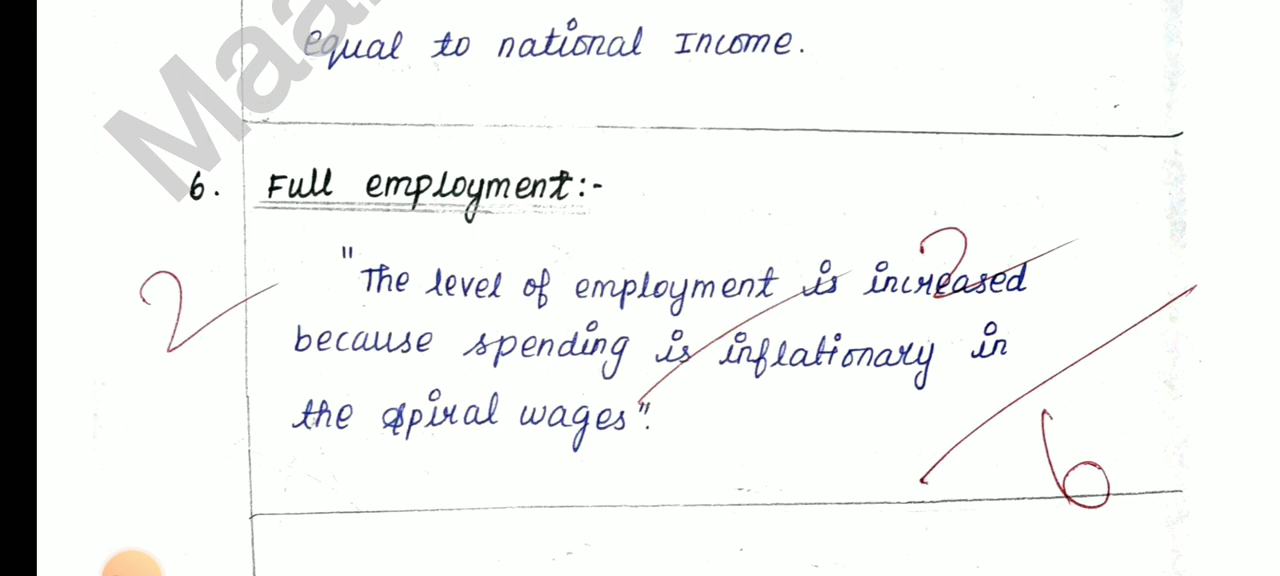 equal to national Income.
Maa
6. Full employment:-
2
"The level of employment is increased
2
because spending is inflationary in
the spiral wages".
6